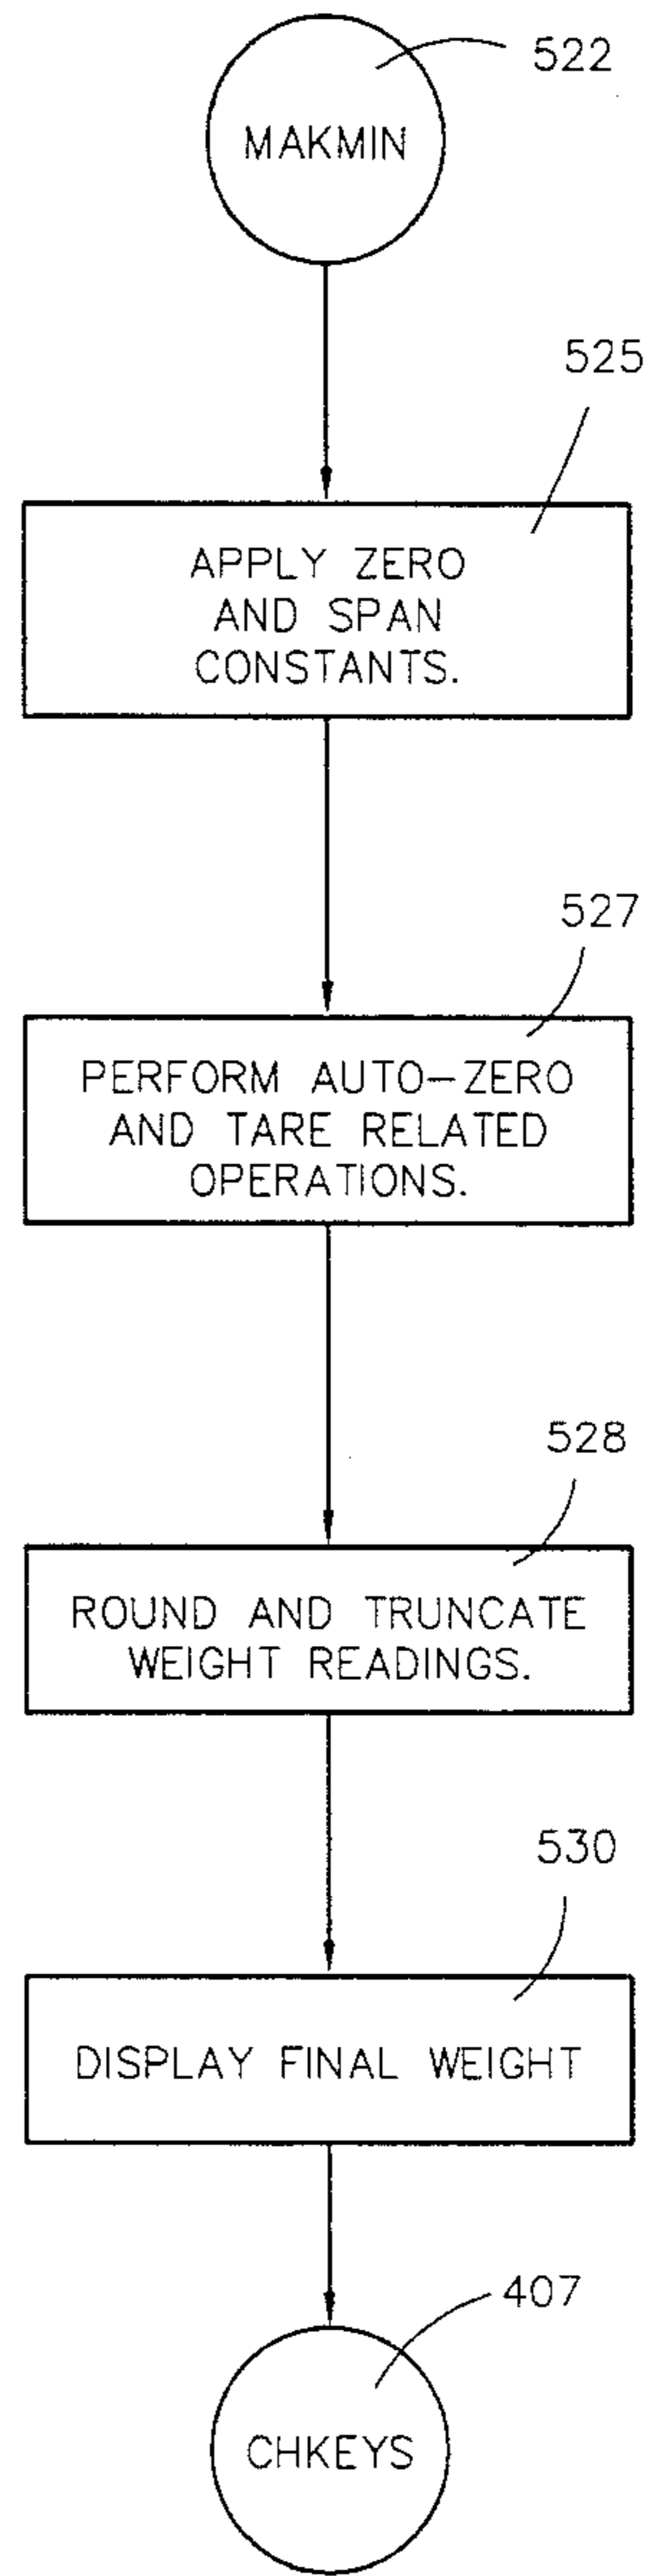 522
MAKMIN
525
APPLY ZERO
AND SPAN
CONSTANTS.
527
PERFORM AUTO-ZERO
AND TARE RELATED
OPERATIONS.
528
ROUND AND TRUNCATE
WEIGHT READINGS.
530
DISPLAY FINAL WEIGHT
407
CHKEYS